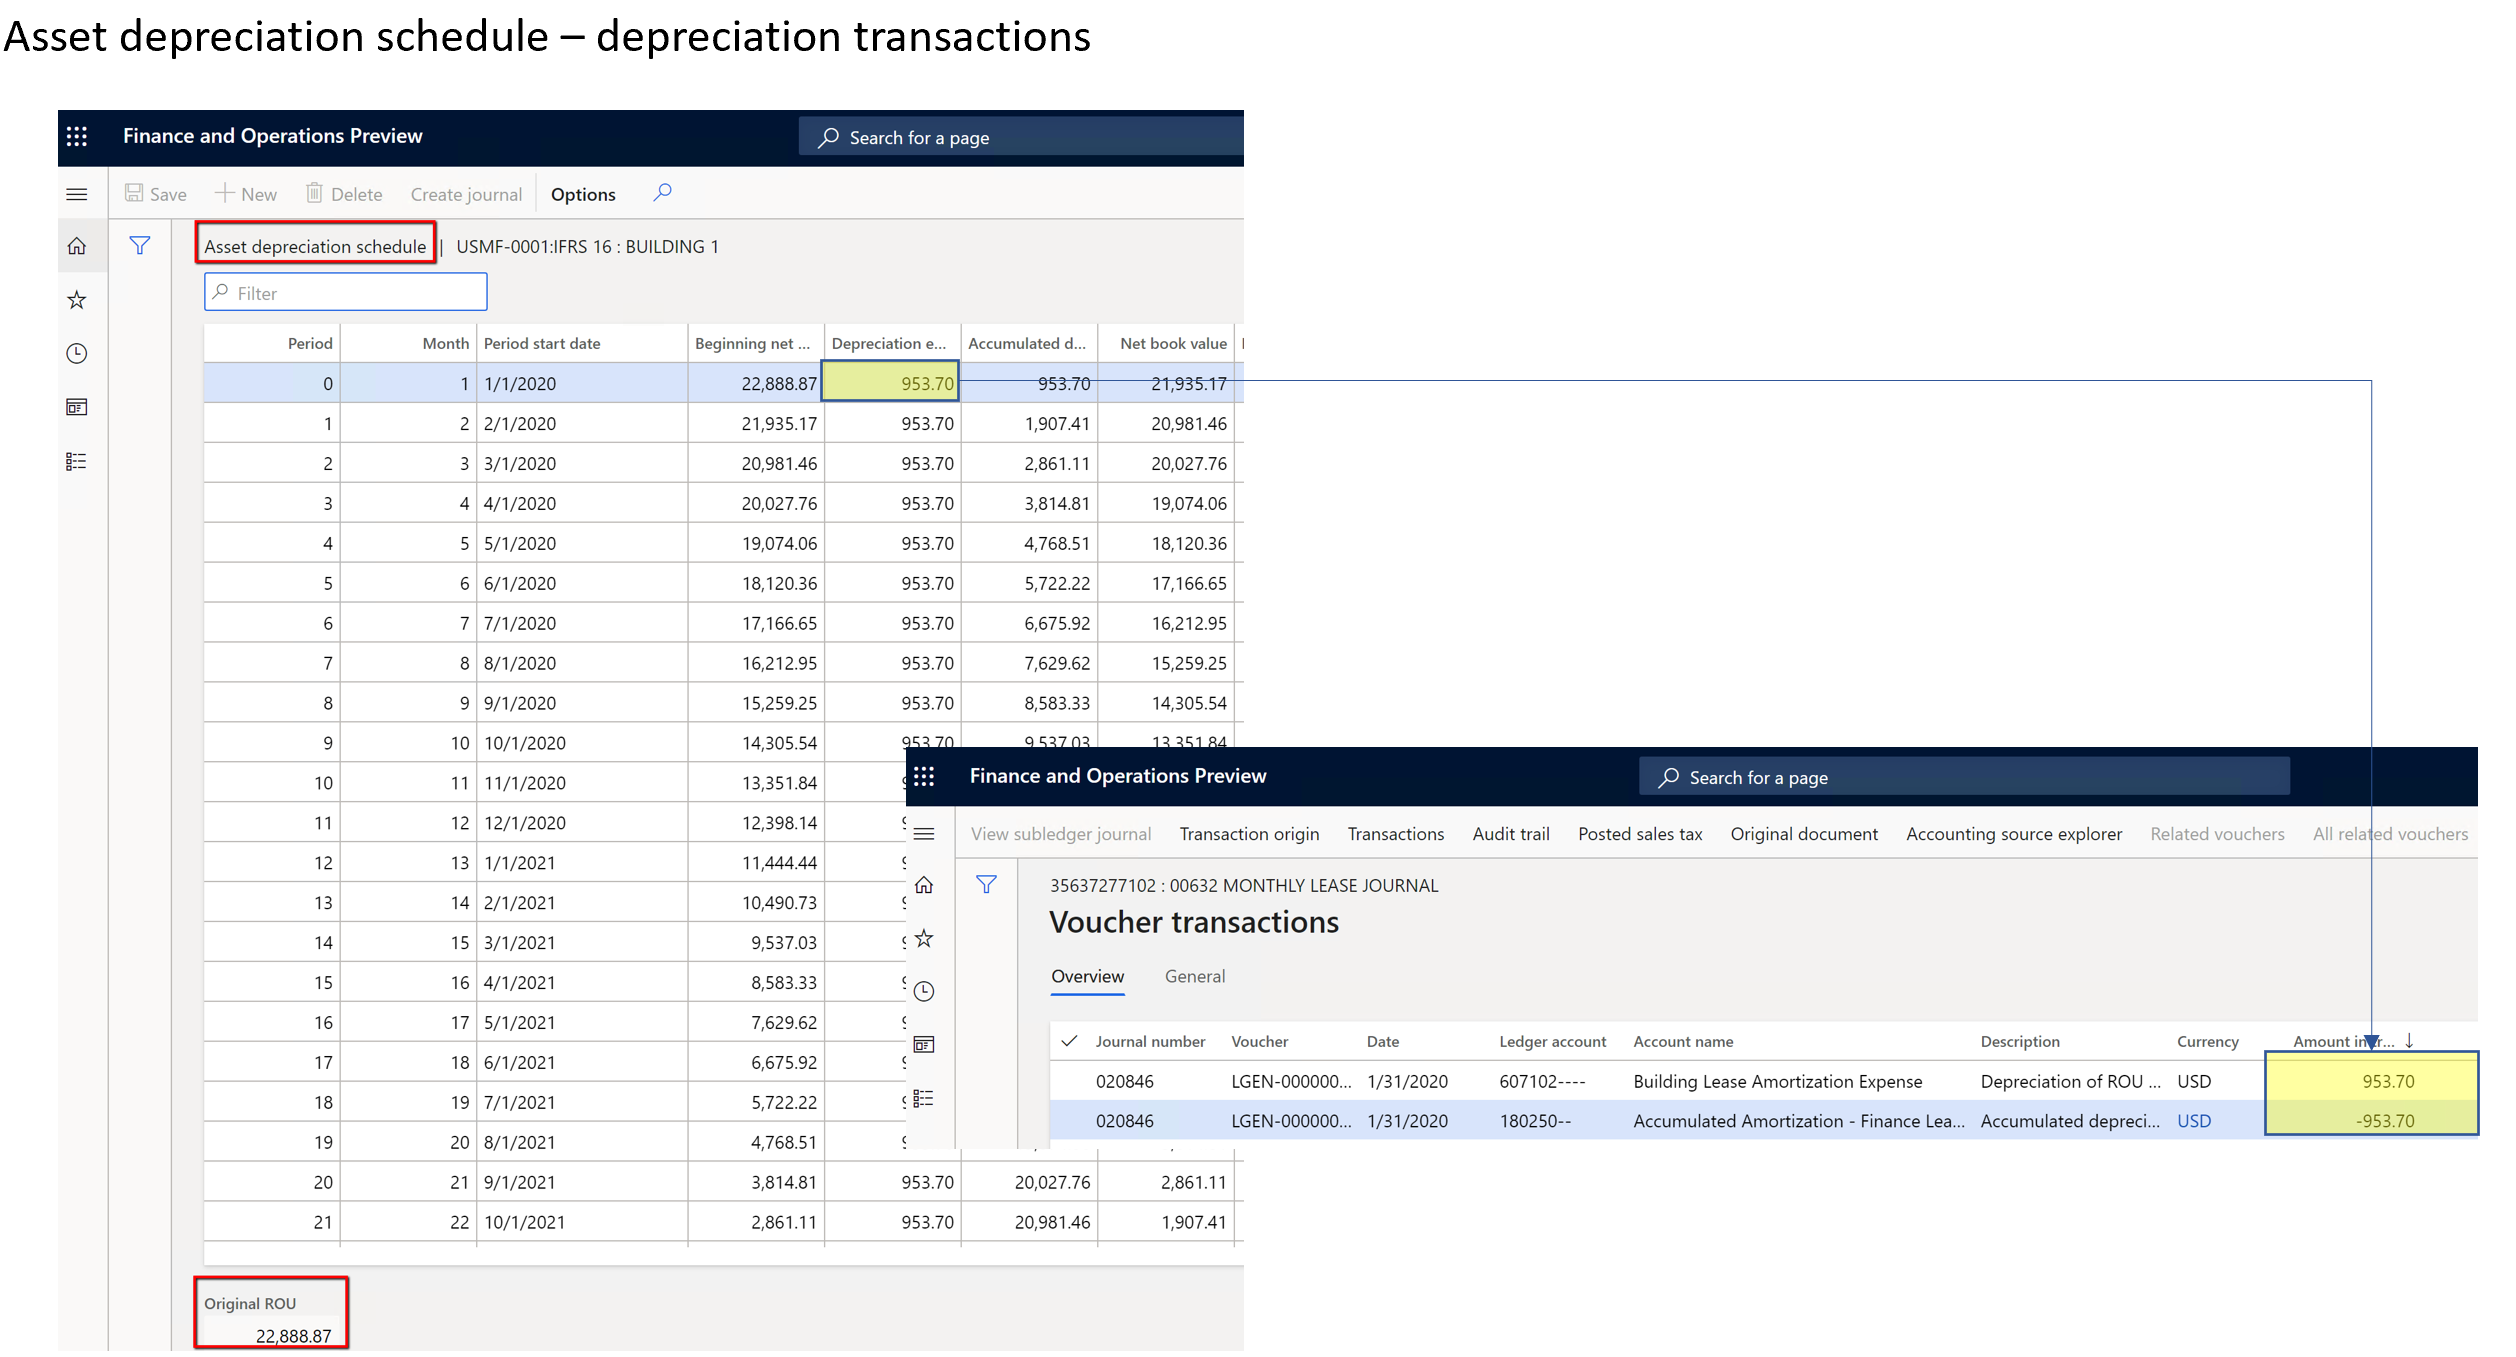 Asset depreciation schedule – depreciation transactions
Finance and Operations Preview Search for a page
Save New Delete Create journal Options
Asset depreciation schedule | USMF-0001:IFRS 16 : BUILDING 1
Filter
Period Month Period start date Beginning net ... Depreciation e... Accumulated d... Net book value
0 1 1/1/2020 22,888.87 953.70 953.70 21,935.17
1 2 2/1/2020 21,935.17 953.70 1,907.41 20,981.46
2 3 3/1/2020 20,981.46 953.70 2,861.11 20,027.76
3 4 4/1/2020 20,027.76 953.70 3,814.81 19,074.06
4 5 5/1/2020 19,074.06 953.70 4,768.51 18,120.36
5 6 6/1/2020 18,120.36 953.70 5,722.22 17,166.65
6 7 7/1/2020 17,166.65 953.70 6,675.92 16,212.95
7 8 8/1/2020 16,212.95 953.70 7,629.62 15,259.25
8 9 9/1/2020 15,259.25 953.70 8,583.33 14,305.54
9 10 10/1/2020 14,305.54 953.70 9,537.03 13,351.84
10 11 11/1/2020 13,351.84
11 12 12/1/2020 12,398.14
12 13 1/1/2021 11,444.44
13 14 2/1/2021 10,490.73
14 15 3/1/2021 9,537.03
15 16 4/1/2021 8,583.33
16 17 5/1/2021 7,629.62
17 18 6/1/2021 6,675.92
18 19 7/1/2021 5,722.22
19 20 8/1/2021 4,768.51
20 21 9/1/2021 3,814.81 953.70 20,027.76 2,861.11
21 22 10/1/2021 2,861.11 953.70 20,981.46 1,907.41
Original ROU
22,888.87
Finance and Operations Preview Search for a page
View subledger journal Transaction origin Transactions Audit trail Posted sales tax Original document Accounting source explorer Related vouchers All related vouchers
35637277102 : 00632 MONTHLY LEASE JOURNAL
Voucher transactions
Overview General
Journal number Voucher Date Ledger account Account name Description Currency Amount
020846 LGEN-000000... 1/31/2020 607102---- Building Lease Amortization Expense Depreciation of ROU ... USD 953.70
020846 LGEN-000000... 1/31/2020 180250-- Accumulated Amortization - Finance Lea... Accumulated depreci... USD -953.70